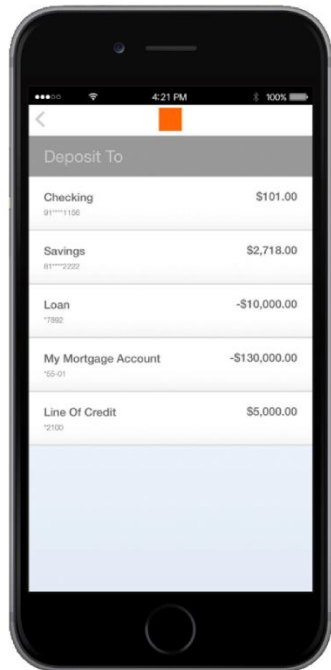 4:21 PM 100%
Deposit To
Checking $101.00
91****1156
Savings $2,718.00
81****2222
Loan -$10,000.00
*7892
My Mortgage Account -$130,000.00
*55-01
Line Of Credit $5,000.00
*2100